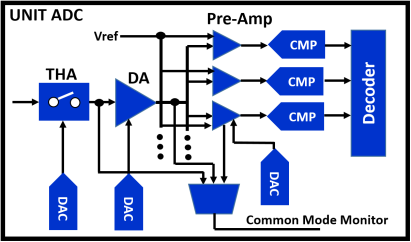 UNIT ADC
Pre-Amp
Vref
THA
DA
CMP
CMP
CMP
Decoder
DAC
DAC
DAC
Common Mode Monitor